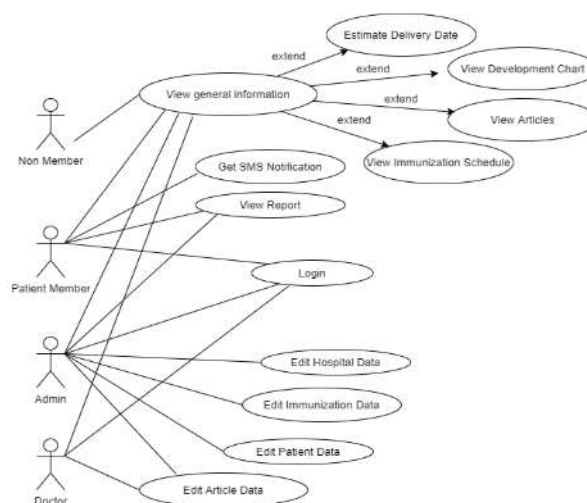 Estimate Delivery Date
extend
extend
View Development Chart
View general information
extend
View Articles
extend
Non Member
View Immunization Schedule
Get SMS Notification
View Report
Patient Member
Login
Edit Hospital Data
Admin
Edit Immunization Data
Edit Patient Data
Edit Article Data
Doctor